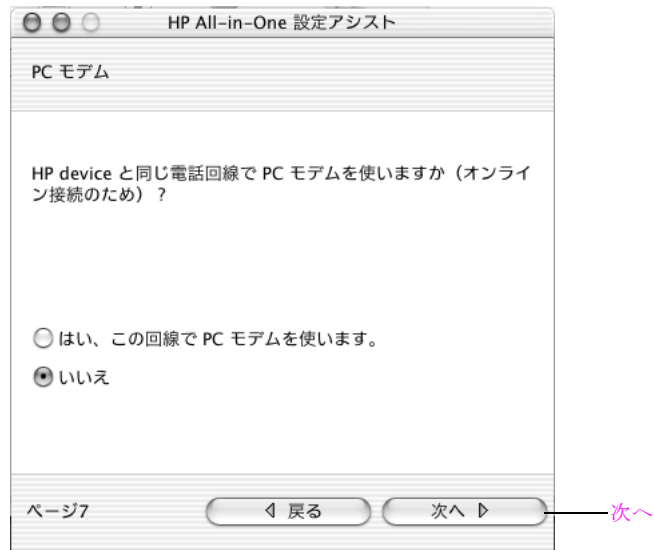 HP All-in-One 設定アシスト
PC モデム
HP device と同じ電話回線で PC モデムを使いますか（オンライ
ン接続のため）？
はい、この回線で PC モデムを使います。
いいえ
ページ7
戻る
次へ
次へ